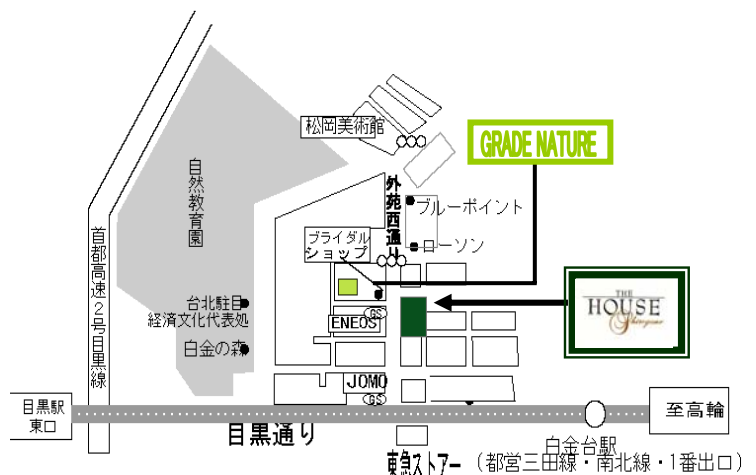 松岡美術館
GRADE NATURE
自然教育園
外苑西通り
ブルーポイント
ローソン
ブライダル
ショップ
首都高速2号目黒線
台北駐日
経済文化代表処
白金の森
GS
ENEOS
THE
HOUSE
Shirogane
JOMO
GS
目黒駅
東口
目黒通り
至高輪
白金台駅
東急ストアー
(都営三田線・南北線・1番出口)